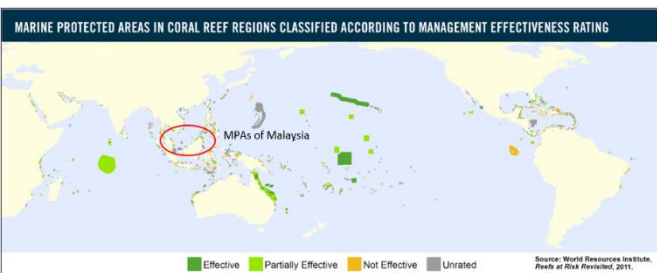 MARINE PROTECTED AREAS IN CORAL REEF REGIONS CLASSIFIED ACCORDING TO MANAGEMENT EFFECTIVENESS RATING
MPAs of Malaysia
Effective
Partially Effective
Not Effective
Unrated
Source: World Resources Institute,
Reefs at Risk Revisited, 2011.